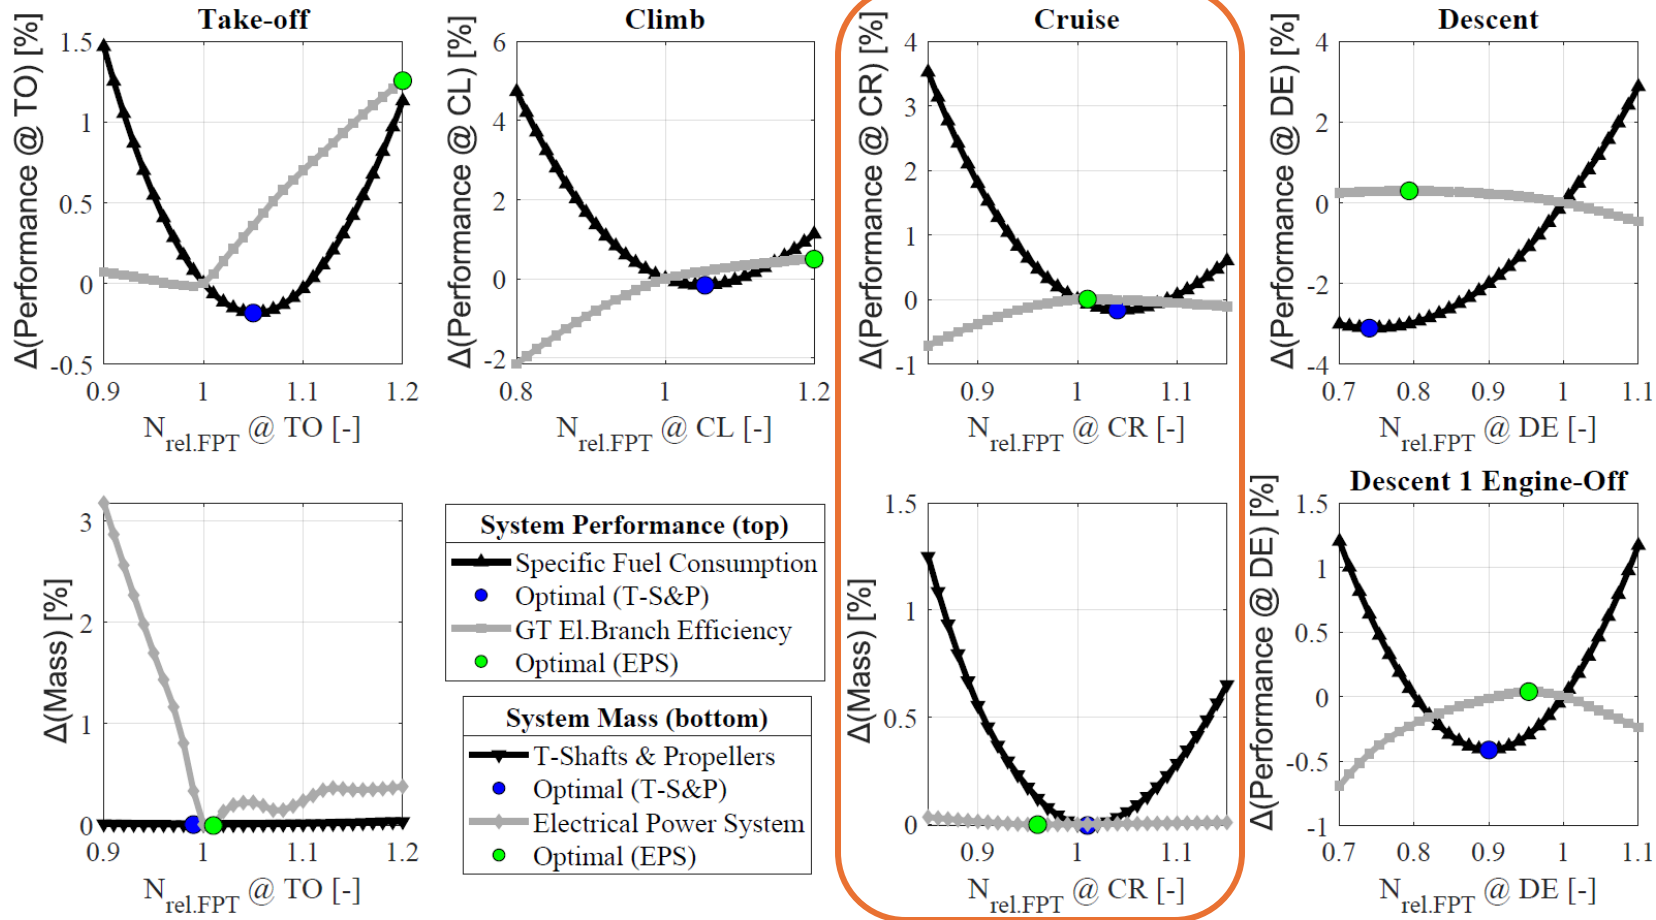 Take-off
Δ(Performance @ TO) [%]
1.5
1
0.5
0
-0.5
0.9 1 1.1 1.2
N_rel.FPT @ TO [-]
Climb
Δ(Performance @ CL) [%]
6
4
2
0
-2
0.8 1 1.2
N_rel.FPT @ CL [-]
Cruise
Δ(Performance @ CR) [%]
4
3
2
1
0
-1
0.9 1 1.1
N_rel.FPT @ CR [-]
Descent
Δ(Performance @ DE) [%]
4
2
0
-2
-4
0.7 0.8 0.9 1 1.1
N_rel.FPT @ DE [-]
Δ(Mass) [%]
3
2
1
0
0.9 1 1.1 1.2
N_rel.FPT @ TO [-]
System Performance (top)
Specific Fuel Consumption
Optimal (T-S&P)
GT El.Branch Efficiency
Optimal (EPS)
System Mass (bottom)
T-Shafts & Propellers
Optimal (T-S&P)
Electrical Power System
Optimal (EPS)
Δ(Mass) [%]
1.5
1
0.5
0
0.9 1 1.1
N_rel.FPT @ CR [-]
Descent 1 Engine-Off
Δ(Performance @ DE) [%]
1.5
1
0.5
0
-0.5
-1
0.7 0.8 0.9 1 1.1
N_rel.FPT @ DE [-]